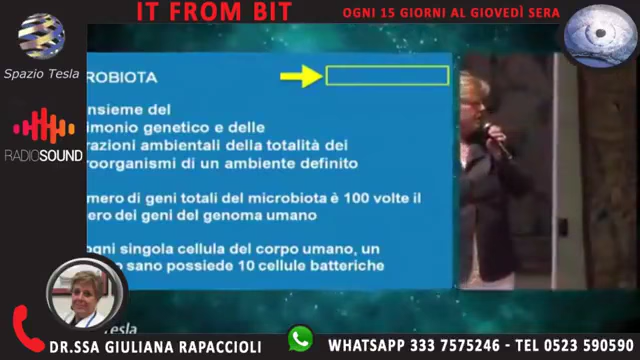 IT FROM BIT
OGNI 15 GIORNI AL GIOVEDÌ SERA
Spazio Tesla
RADIOSOUND
ROBIOTA
nsieme del
imonio genetico e delle
razioni ambientali della totalità dei
roorganismi di un ambiente definito
mero di geni totali del microbiota è 100 volte il
ero dei geni del genoma umano
ogni singola cellula del corpo umano, un
sano possiede 10 cellule batteriche
esla
DR.SSA GIULIANA RAPACCIOLI
WHATSAPP 333 7575246 - TEL 0523 590590